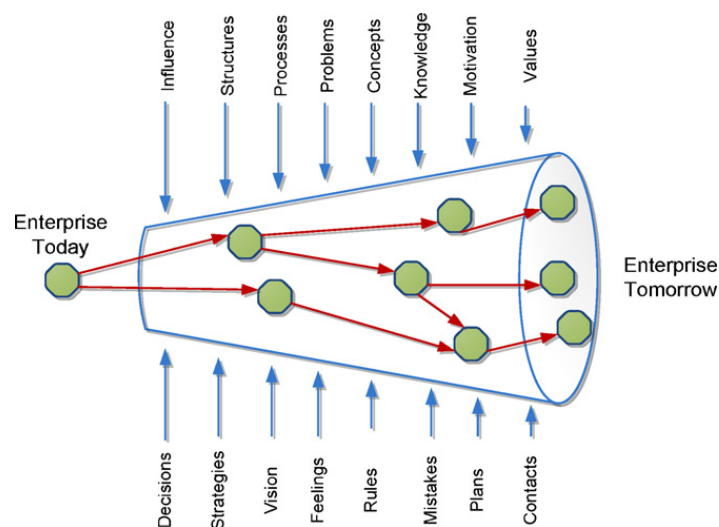 Influence
Structures
Processes
Problems
Concepts
Knowledge
Motivation
Values
Enterprise
Today
Enterprise
Tomorrow
Decisions
Strategies
Vision
Feelings
Rules
Mistakes
Plans
Contacts